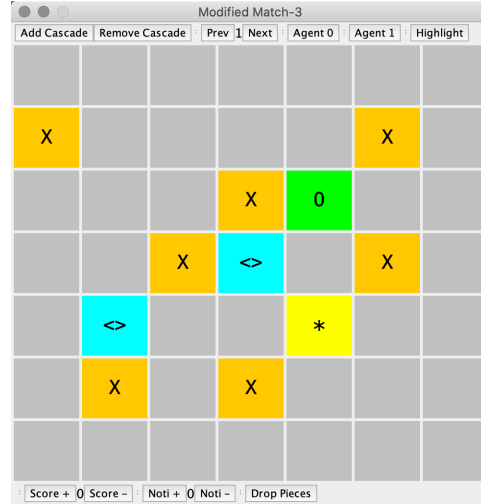 Modified Match-3
Add Cascade Remove Cascade Prev 1 Next Agent 0 Agent 1 Highlight
X X
X 0
X <> X
<> *
X X
Score + 0 Score - Noti + 0 Noti - Drop Pieces